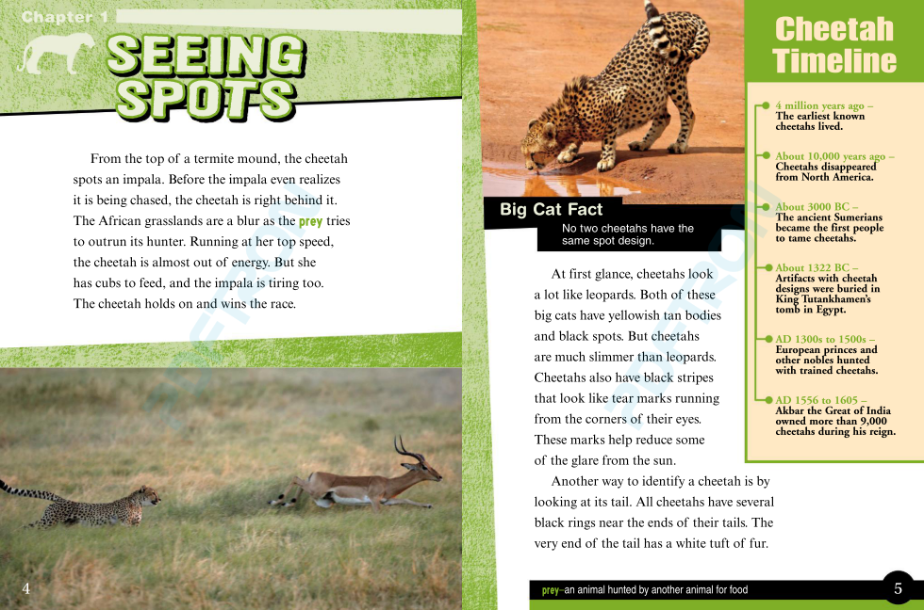 Chapter 1
SEEING
SPOTS
From the top of a termite mound, the cheetah
spots an impala. Before the impala even realizes
it is being chased, the cheetah is right behind it.
The African grasslands are a blur as the prey tries
to outrun its hunter. Running at her top speed,
the cheetah is almost out of energy. But she
has cubs to feed, and the impala is tiring too.
The cheetah holds on and wins the race.
4
Big Cat Fact
No two cheetahs have the
same spot design.
At first glance, cheetahs look
a lot like leopards. Both of these
big cats have yellowish tan bodies
and black spots. But cheetahs
are much slimmer than leopards.
Cheetahs also have black stripes
that look like tear marks running
from the corners of their eyes.
These marks help reduce some
of the glare from the sun.
Another way to identify a cheetah is by
looking at its tail. All cheetahs have several
black rings near the ends of their tails. The
very end of the tail has a white tuft of fur.
Cheetah
Timeline
4 million years ago –
The earliest known
cheetahs lived.
About 10,000 years ago –
Cheetahs disappeared
from North America.
About 3000 BC –
The ancient Sumerians
became the first people
to tame cheetahs.
About 1322 BC –
Artifacts with cheetah
designs were buried in
King Tutankhamen's
tomb in Egypt.
AD 1300s to 1500s –
European princes and
other nobles hunted
with trained cheetahs.
AD 1556 to 1605 –
Akbar the Great of India
owned more than 9,000
cheetahs during his reign.
prey–an animal hunted by another animal for food
5
PDFTRON
PDFTRON